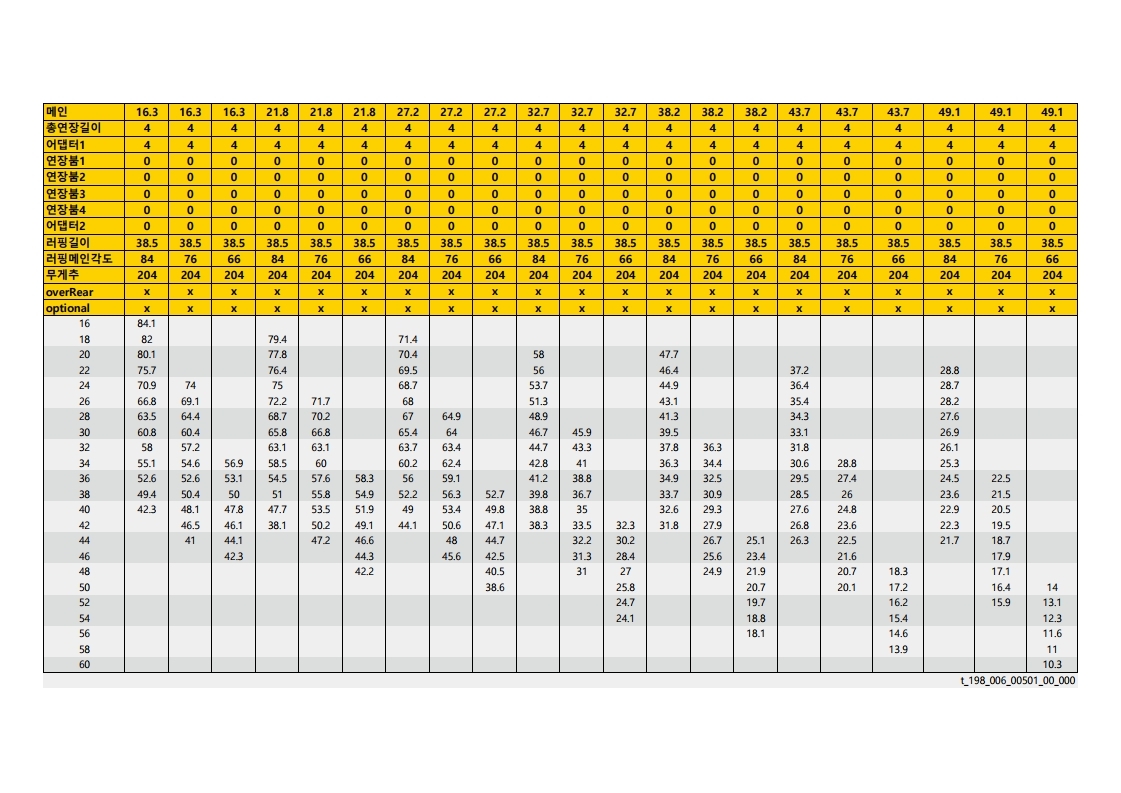 메인 16.3 16.3 16.3 21.8 21.8 21.8 27.2 27.2 27.2 32.7 32.7 32.7 38.2 38.2 38.2 43.7 43.7 43.7 49.1 49.1 49.1
총연장길이 4 4 4 4 4 4 4 4 4 4 4 4 4 4 4 4 4 4 4 4 4
어댑터1 4 4 4 4 4 4 4 4 4 4 4 4 4 4 4 4 4 4 4 4 4
연장붐1 0 0 0 0 0 0 0 0 0 0 0 0 0 0 0 0 0 0 0 0 0
연장붐2 0 0 0 0 0 0 0 0 0 0 0 0 0 0 0 0 0 0 0 0 0
연장붐3 0 0 0 0 0 0 0 0 0 0 0 0 0 0 0 0 0 0 0 0 0
연장붐4 0 0 0 0 0 0 0 0 0 0 0 0 0 0 0 0 0 0 0 0 0
어댑터2 0 0 0 0 0 0 0 0 0 0 0 0 0 0 0 0 0 0 0 0 0
러핑길이 38.5 38.5 38.5 38.5 38.5 38.5 38.5 38.5 38.5 38.5 38.5 38.5 38.5 38.5 38.5 38.5 38.5 38.5 38.5 38.5 38.5
러핑메인각도 84 76 66 84 76 66 84 76 66 84 76 66 84 76 66 84 76 66 84 76 66
무게추 204 204 204 204 204 204 204 204 204 204 204 204 204 204 204 204 204 204 204 204 204
overRear x x x x x x x x x x x x x x x x x x x x x
optional x x x x x x x x x x x x x x x x x x x x x
16 84.1
18 82 79.4 71.4
20 80.1 77.8 70.4 58 47.7
22 75.7 76.4 69.5 56 46.4 37.2 28.8
24 70.9 74 75 68.7 53.7 44.9 36.4 28.7
26 66.8 69.1 72.2 71.7 68 51.3 43.1 35.4 28.2
28 63.5 64.4 68.7 70.2 67 64.9 48.9 41.3 34.3 27.6
30 60.8 60.4 65.8 66.8 65.4 64 46.7 45.9 39.5 33.1 26.9
32 58 57.2 63.1 63.1 63.7 63.4 44.7 43.3 37.8 36.3 31.8 26.1
34 55.1 54.6 56.9 58.5 60 60.2 62.4 42.8 41 36.3 34.4 30.6 28.8 25.3
36 52.6 52.6 53.1 54.5 57.6 58.3 56 59.1 41.2 38.8 34.9 32.5 29.5 27.4 24.5 22.5
38 49.4 50.4 50 51 55.8 54.9 52.2 56.3 52.7 39.8 36.7 33.7 30.9 28.5 26 23.6 21.5
40 42.3 48.1 47.8 47.7 53.5 51.9 49 53.4 49.8 38.8 35 32.6 29.3 27.6 24.8 22.9 20.5
42 46.5 46.1 38.1 50.2 49.1 44.1 50.6 47.1 38.3 33.5 32.3 31.8 27.9 26.8 23.6 22.3 19.5
44 41 44.1 47.2 46.6 48 44.7 32.2 30.2 26.7 25.1 26.3 22.5 21.7 18.7
46 42.3 44.3 45.6 42.5 31.3 28.4 25.6 23.4 21.6 17.9
48 42.2 40.5 31 27 24.9 21.9 20.7 18.3 17.1
50 38.6 25.8 20.7 20.1 17.2 16.4 14
52 24.7 19.7 16.2 15.9 13.1
54 24.1 18.8 15.4 12.3
56 18.1 14.6 11.6
58 13.9 11
60 10.3
t_198_006_00501_00_000